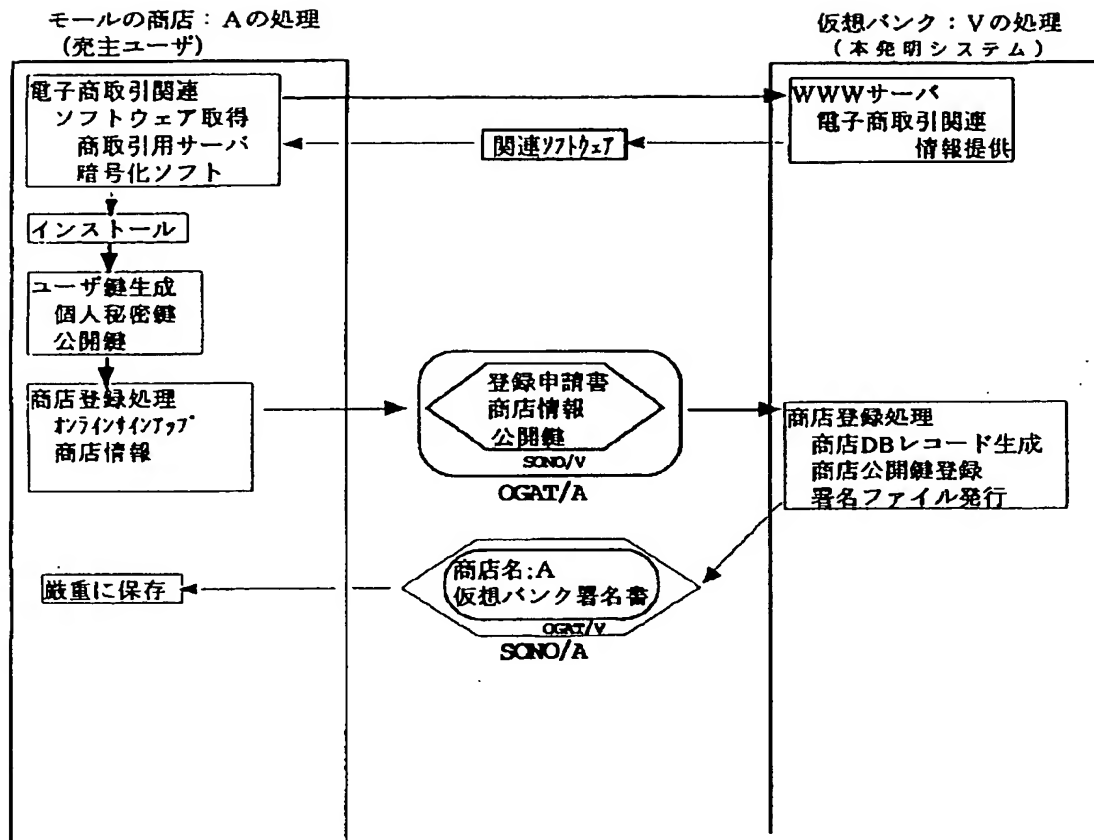 モールの商店：Aの処理
(売主ユーザ)
仮想バンク：Vの処理
(本発明システム)
電子商取引関連
ソフトウェア取得
商取引用サーバ
暗号化ソフト
WWWサーバ
電子商取引関連
情報提供
関連ソフトウェア
インストール
ユーザ鍵生成
個人秘密鍵
公開鍵
商店登録処理
オンラインサインアップ
商店情報
登録申請書
商店情報
公開鍵
SONO/V
OGAT/A
商店登録処理
商店DBレコード生成
商店公開鍵登録
署名ファイル発行
厳重に保存
商店名:A
仮想バンク署名書
OGAT/V
SONO/A